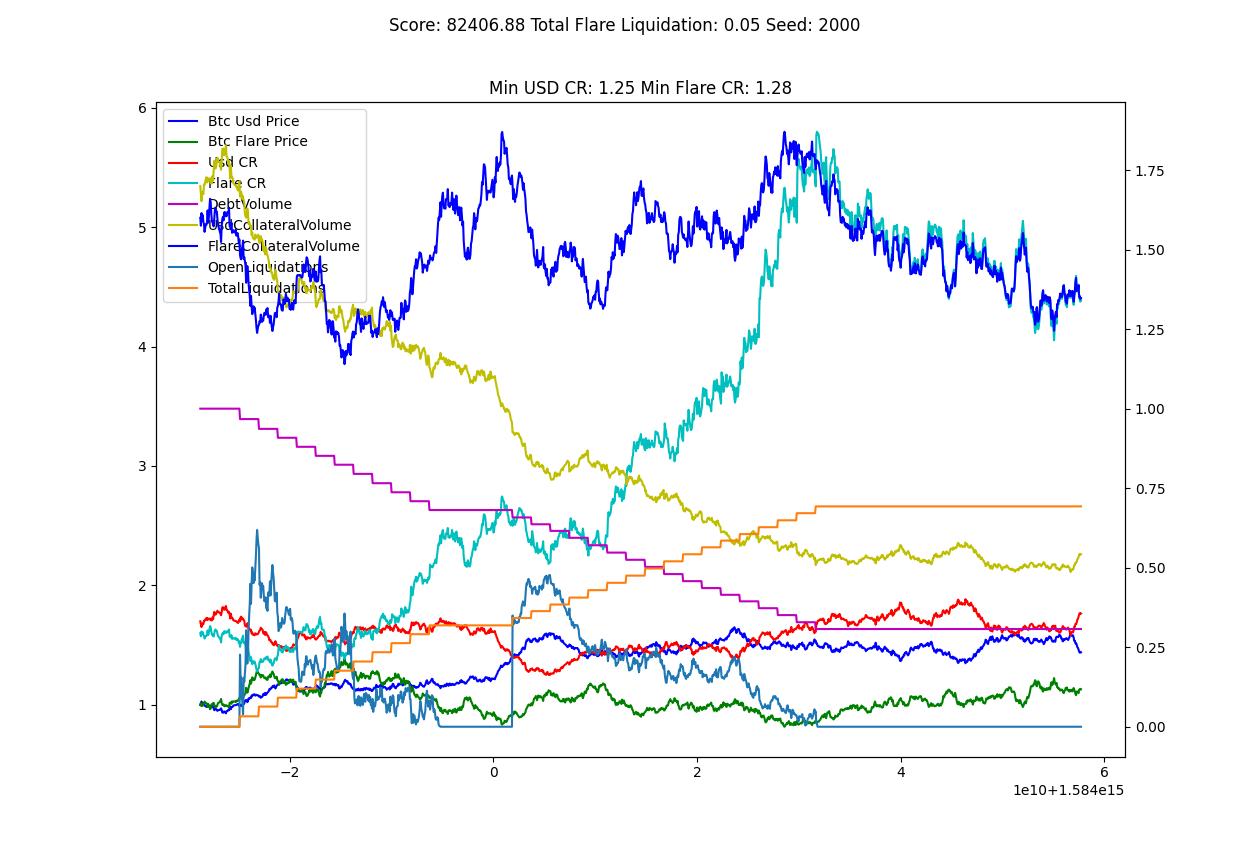 Score: 82406.88 Total Flare Liquidation: 0.05 Seed: 2000
Min USD CR: 1.25 Min Flare CR: 1.28
Btc Usd Price
Btc Flare Price
Usd CR
Flare CR
DebtVolume
UsdCollateralVolume
FlareCollateralVolume
OpenLiquidations
TotalLiquidations
6
5
4
3
2
1
1.75
1.50
1.25
1.00
0.75
0.50
0.25
0.00
−2 0 2 4 6
1e10+1.584e15